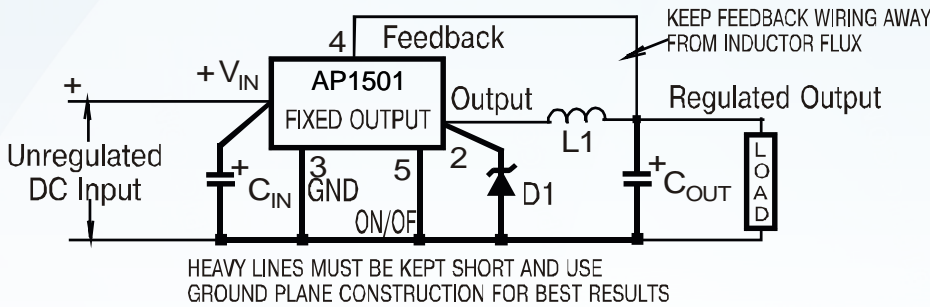 KEEP FEEDBACK WIRING AWAY
FROM INDUCTOR FLUX
4 Feedback
+VIN
AP1501
FIXED OUTPUT
+
Output
Regulated Output
L1
Unregulated
DC Input
+
CIN
3
GND
5
ON/OF
2
D1
+
COUT
LOAD
HEAVY LINES MUST BE KEPT SHORT AND USE
GROUND PLANE CONSTRUCTION FOR BEST RESULTS